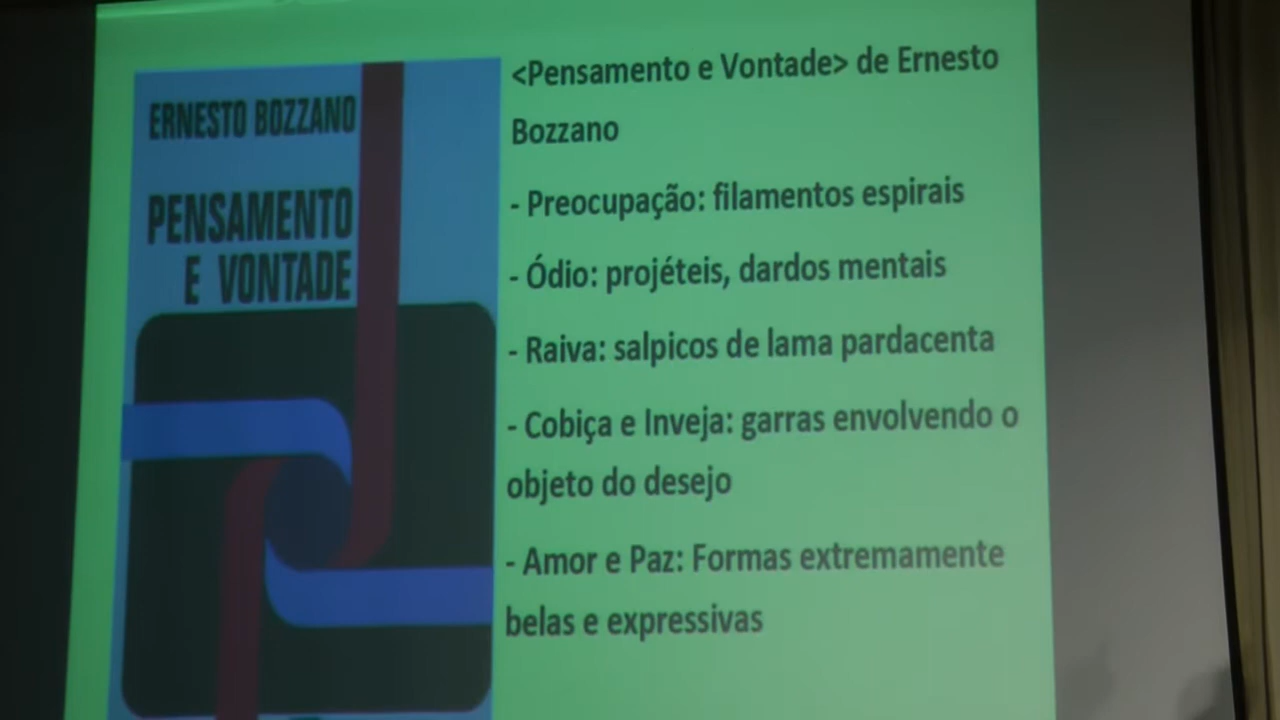 ERNESTO BOZZANO
PENSAMENTO
E VONTADE
<Pensamento e Vontade> de Ernesto
Bozzano
- Preocupação: filamentos espirais
- Ódio: projéteis, dardos mentais
- Raiva: salpicos de lama pardacenta
- Cobiça e Inveja: garras envolvendo o
objeto do desejo
- Amor e Paz: Formas extremamente
belas e expressivas